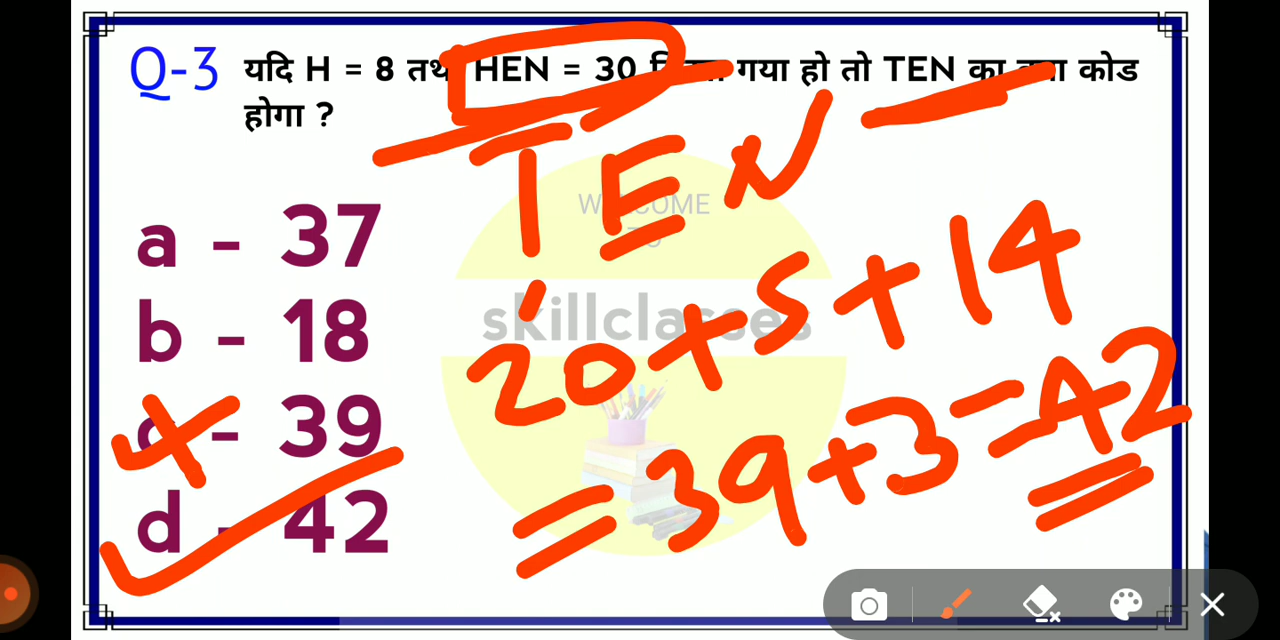 Q-3 यदि H = 8 तथा HEN = 30 गया हो तो TEN का क्या कोड
होगा ?
TEN
WELCOME
TO
a - 37
20+5+14
b - 18
skillclasses
c - 39
=39+3=42
d - 42